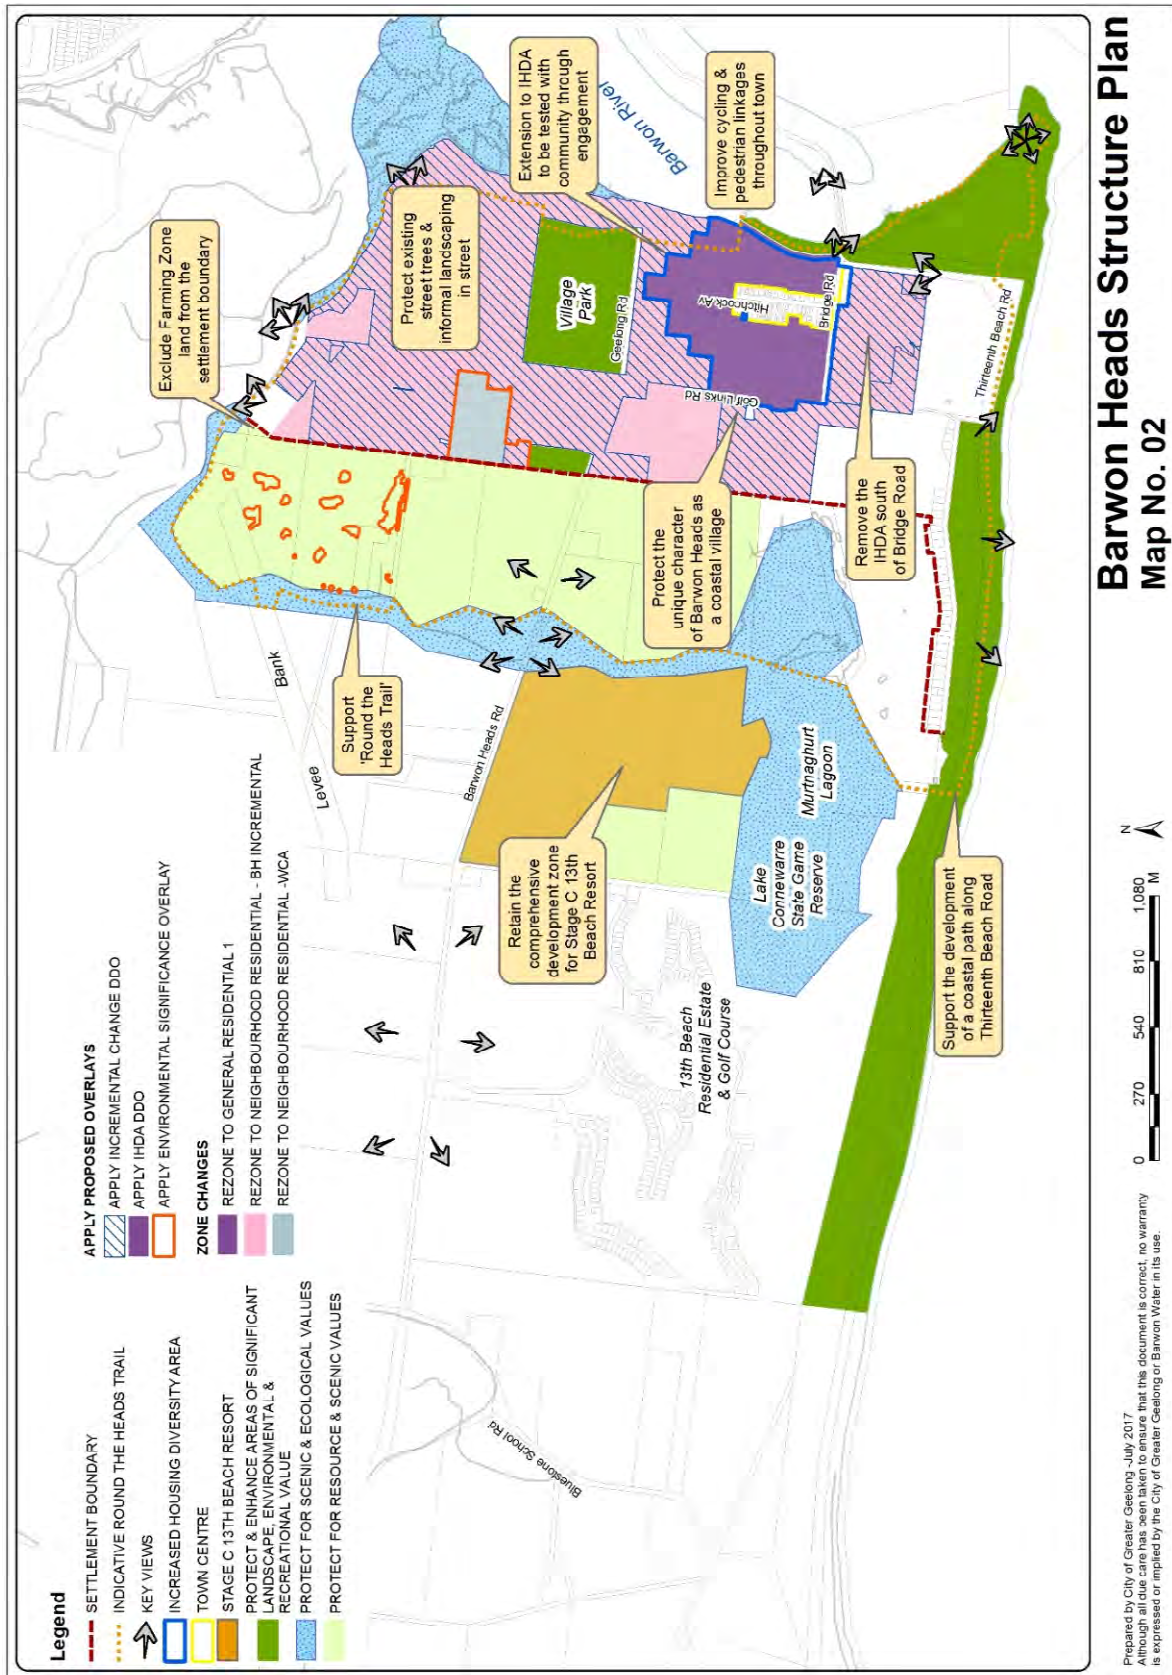 Barwon Heads Structure Plan
Map No. 02
Legend
SETTLEMENT BOUNDARY
INDICATIVE ROUND THE HEADS TRAIL
KEY VIEWS
INCREASED HOUSING DIVERSITY AREA
TOWN CENTRE
STAGE C 13TH BEACH RESORT
PROTECT & ENHANCE AREAS OF SIGNIFICANT
LANDSCAPE, ENVIRONMENTAL &
RECREATIONAL VALUE
PROTECT FOR SCENIC & ECOLOGICAL VALUES
PROTECT FOR RESOURCE & SCENIC VALUES
APPLY PROPOSED OVERLAYS
APPLY INCREMENTAL CHANGE DDO
APPLY IHDA DDO
APPLY ENVIRONMENTAL SIGNIFICANCE OVERLAY
ZONE CHANGES
REZONE TO GENERAL RESIDENTIAL 1
REZONE TO NEIGHBOURHOOD RESIDENTIAL - BH INCREMENTAL
REZONE TO NEIGHBOURHOOD RESIDENTIAL -WCA
Exclude Farming Zone
land from the
settlement boundary
Protect existing
street trees &
informal landscaping
in street
Extension to IHDA
to be tested with
community through
engagement
Barwon River
Improve cycling &
pedestrian linkages
throughout town
Village
Park
Geelong Rd
Hitchcock Av
Bridge Rd
Golf Links Rd
Thirteenth Beach Rd
Levee
Bank
Support
'Round the
Heads Trail'
Barwon Heads Rd
Protect the
unique character
of Barwon Heads as
a coastal village
Remove the
IHDA south
of Bridge Road
Retain the
comprehensive
development zone
for Stage C 13th
Beach Resort
Lake
Connewarre
State Game
Reserve
Murtnaghurt
Lagoon
13th Beach
Residential Estate
& Golf Course
Support the development
of a coastal path along
Thirteenth Beach Road
Bluestone School Rd
Prepared by City of Greater Geelong -July 2017
Although all due care has been taken to ensure that this document is correct, no warranty
is expressed or implied by the City of Greater Geelong or Barwon Water in its use.
0 270 540 810 1,080
M
N